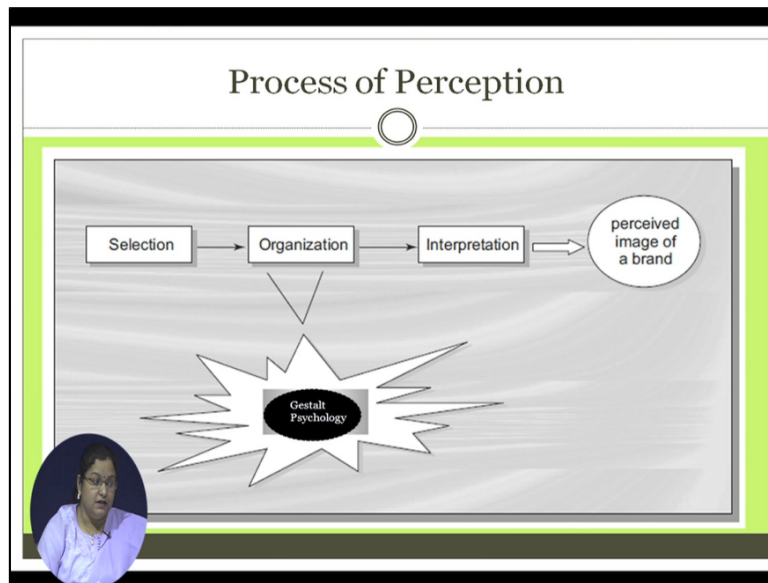 Process of Perception
Selection
Organization
Interpretation
perceived
image of
a brand
Gestalt
Psychology